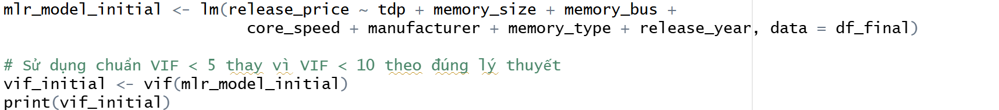 mlr_model_initial <- lm(release_price ~ tdp + memory_size + memory_bus +
core_speed + manufacturer + memory_type + release_year, data = df_final)
# Sử dụng chuẩn VIF < 5 thay vì VIF < 10 theo đúng lý thuyết
vif_initial <- vif(mlr_model_initial)
print(vif_initial)